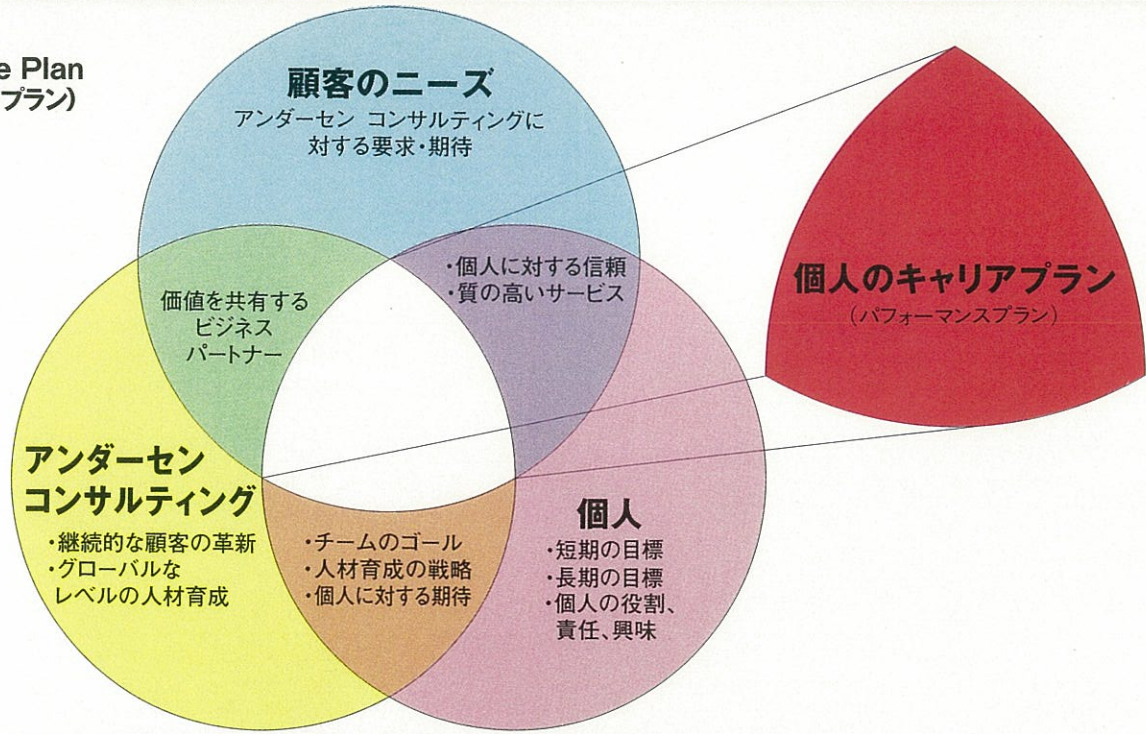 e Plan
プラン)
顧客のニーズ
アンダーセン コンサルティングに
対する要求・期待
・個人に対する信頼
・質の高いサービス
価値を共有する
ビジネス
パートナー
個人のキャリアプラン
(パフォーマンスプラン)
アンダーセン
コンサルティング
・継続的な顧客の革新
・グローバルな
レベルの人材育成
・チームのゴール
・人材育成の戦略
・個人に対する期待
個人
・短期の目標
・長期の目標
・個人の役割、
責任、興味